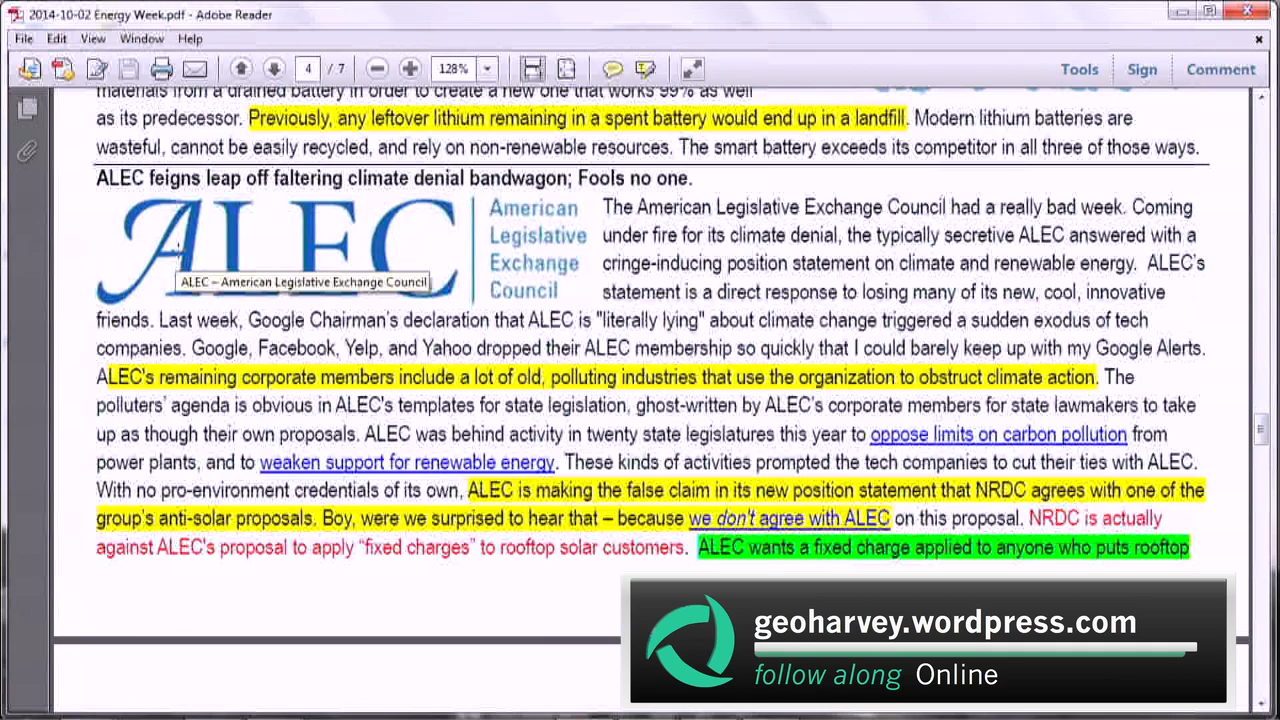 2014-10-02 Energy Week.pdf - Adobe Reader
File Edit View Window Help
4 / 7 128% Tools Sign Comment
materials from a drained battery in order to create a new one that works 99% as well
as its predecessor. Previously, any leftover lithium remaining in a spent battery would end up in a landfill. Modern lithium batteries are
wasteful, cannot be easily recycled, and rely on non-renewable resources. The smart battery exceeds its competitor in all three of those ways.
ALEC feigns leap off faltering climate denial bandwagon; Fools no one.
ALEC
American
Legislative
Exchange
Council
ALEC – American Legislative Exchange Council
The American Legislative Exchange Council had a really bad week. Coming
under fire for its climate denial, the typically secretive ALEC answered with a
cringe-inducing position statement on climate and renewable energy. ALEC's
statement is a direct response to losing many of its new, cool, innovative
friends. Last week, Google Chairman's declaration that ALEC is "literally lying" about climate change triggered a sudden exodus of tech
companies. Google, Facebook, Yelp, and Yahoo dropped their ALEC membership so quickly that I could barely keep up with my Google Alerts.
ALEC's remaining corporate members include a lot of old, polluting industries that use the organization to obstruct climate action. The
polluters' agenda is obvious in ALEC's templates for state legislation, ghost-written by ALEC's corporate members for state lawmakers to take
up as though their own proposals. ALEC was behind activity in twenty state legislatures this year to oppose limits on carbon pollution from
power plants, and to weaken support for renewable energy. These kinds of activities prompted the tech companies to cut their ties with ALEC.
With no pro-environment credentials of its own, ALEC is making the false claim in its new position statement that NRDC agrees with one of the
group's anti-solar proposals. Boy, were we surprised to hear that – because we don't agree with ALEC on this proposal. NRDC is actually
against ALEC's proposal to apply “fixed charges” to rooftop solar customers. ALEC wants a fixed charge applied to anyone who puts rooftop
geoharvey.wordpress.com
follow along Online